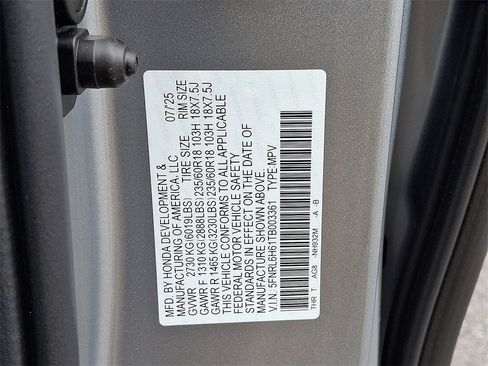 MFD. BY HONDA DEVELOPMENT & 07/'25
MANUFACTURING OF AMERICA, LLC
TIRE SIZE RIM SIZE
GVWR 2730 KG(6019LBS)
GAWR F 1310 KG(2888LBS) 235/60R18 103H 18X7.5J
GAWR R 1465 KG(3230LBS) 235/60R18 103H 18X7.5J
THIS VEHICLE CONFORMS TO ALL APPLICABLE
FEDERAL MOTOR VEHICLE SAFETY
STANDARDS IN EFFECT ON THE DATE OF
MANUFACTURE SHOWN ABOVE.
V.I.N.: 5FNRL6H61TB003361 TYPE:MPV
THR T AG8 -NH932M -A -B